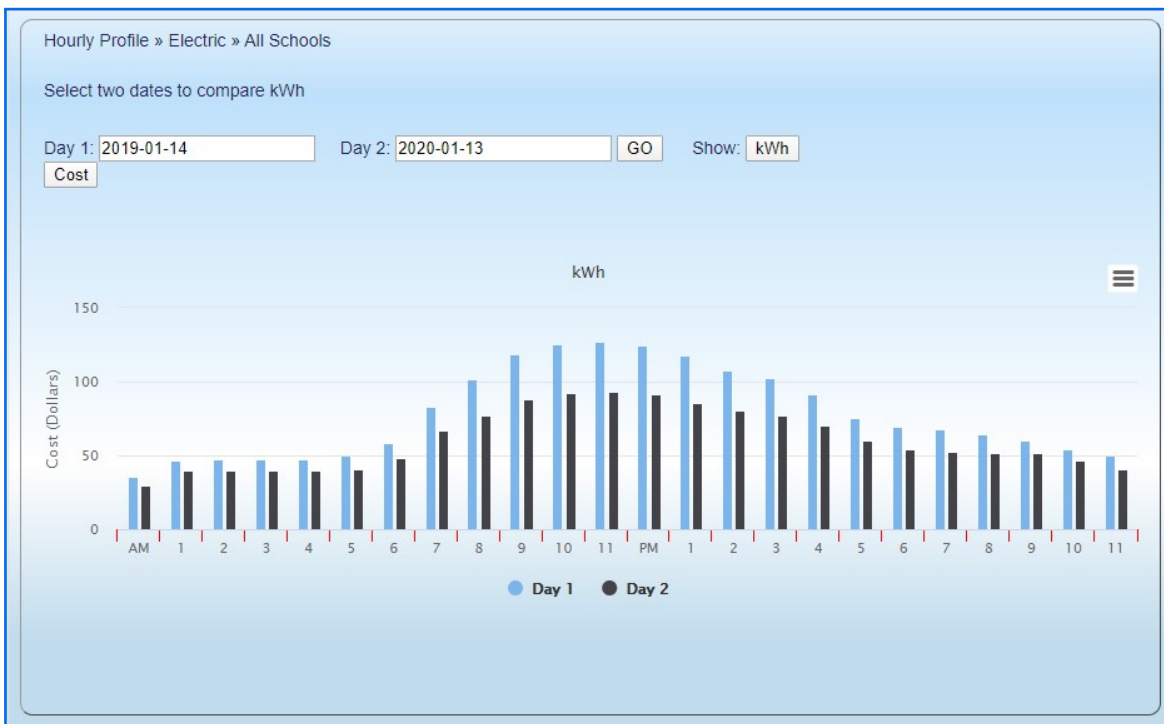 Hourly Profile » Electric » All Schools
Select two dates to compare kWh
Day 1: 2019-01-14 Day 2: 2020-01-13 GO Show: kWh
Cost
kWh
150
100
50
0
Cost (Dollars)
AM 1 2 3 4 5 6 7 8 9 10 11 PM 1 2 3 4 5 6 7 8 9 10 11
Day 1 Day 2